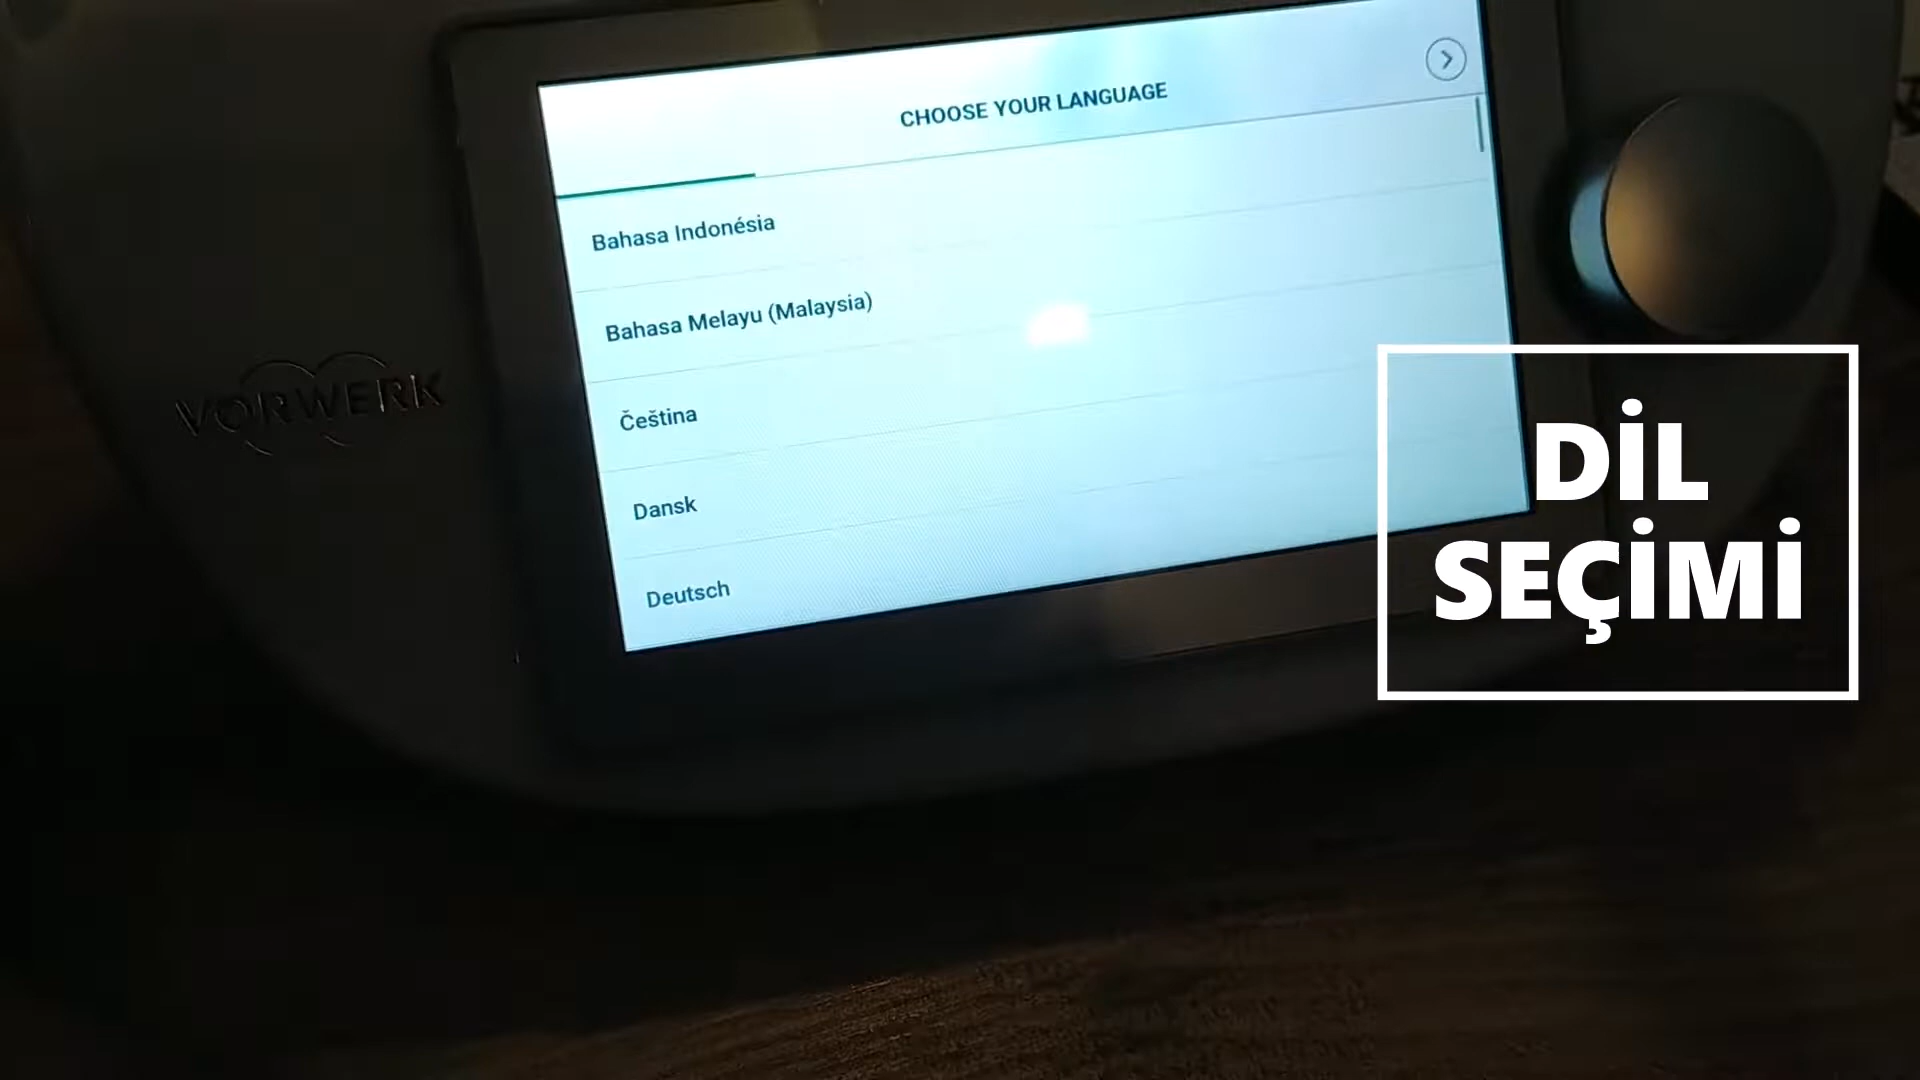 CHOOSE YOUR LANGUAGE
Bahasa Indonésia
Bahasa Melayu (Malaysia)
Čeština
Dansk
Deutsch
VORWERK
DİL
SEÇİMİ